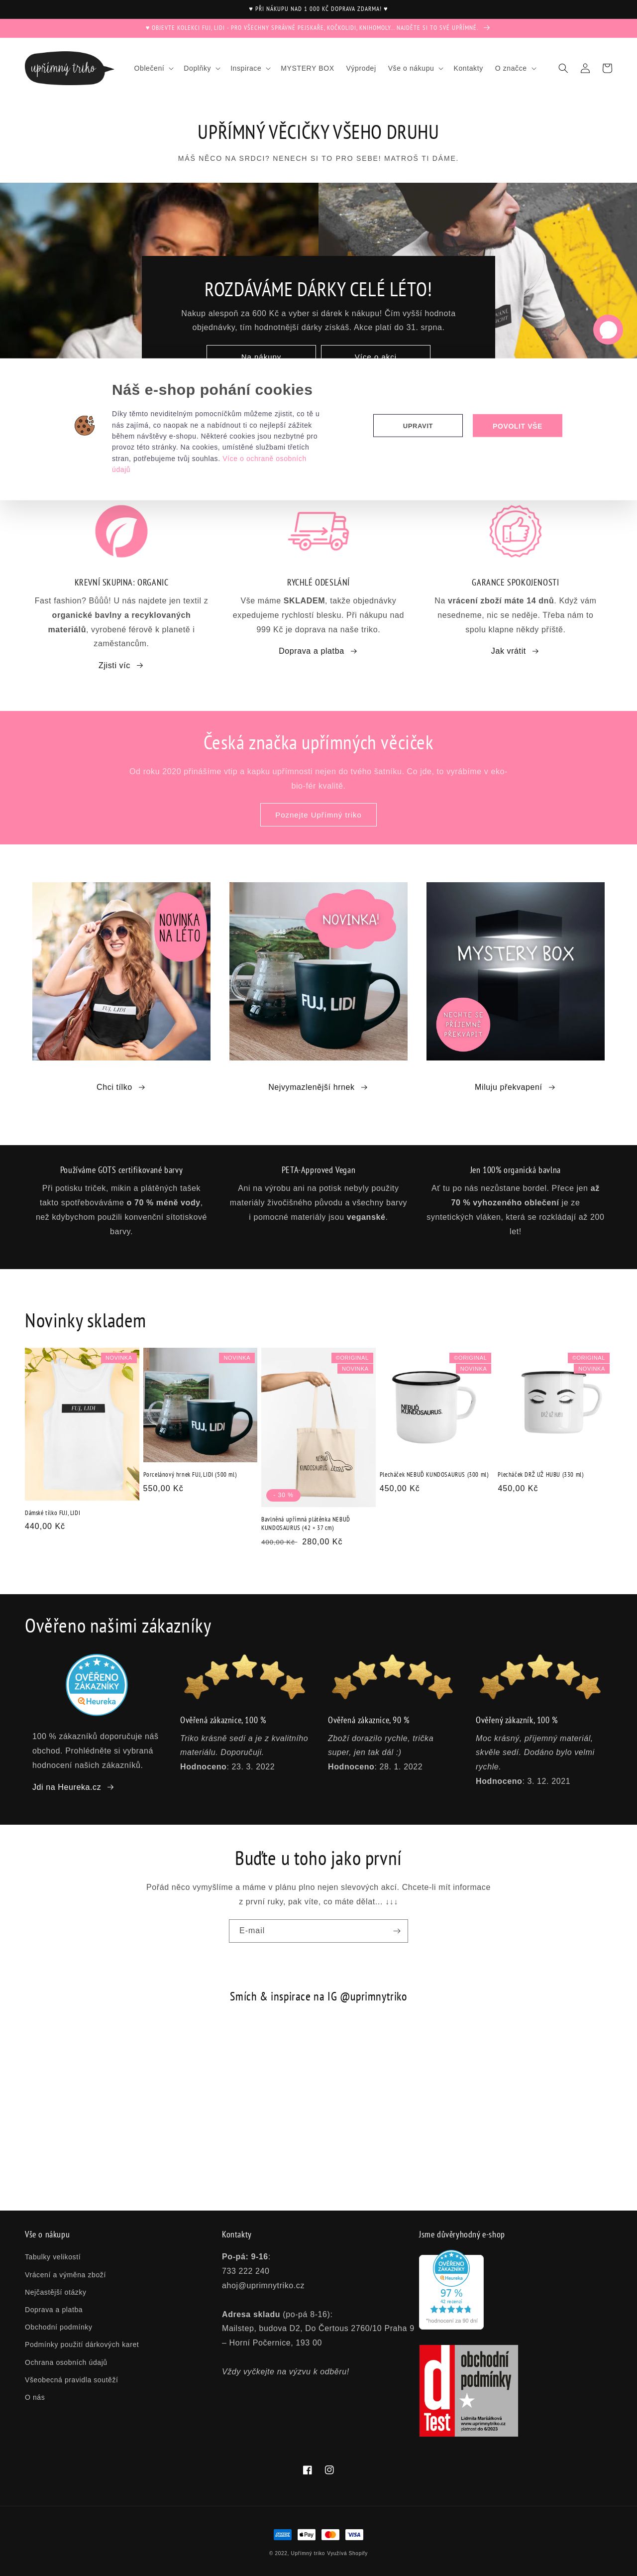 ♥ PŘI NÁKUPU NAD 1 000 KČ DOPRAVA ZDARMA! ♥
♥ OBJEVTE KOLEKCI FUJ, LIDI - PRO VŠECHNY SPRÁVNÉ PEJSKAŘE, KOČKOLIDI, KNIHOMOLY... NAJDĚTE SI TO SVÉ UPŘÍMNÉ →
upřímný triko
Oblečení
Doplňky
Inspirace
MYSTERY BOX
Výprodej
Vše o nákupu
Kontakty
O značce
UPŘÍMNÝ VĚCIČKY VŠEHO DRUHU
MÁŠ NĚCO NA SRDCI? NENECH SI TO PRO SEBE! MATROŠ TI DÁME.
ROZDÁVÁME DÁRKY CELÉ LÉTO!
Nakup alespoň za 600 Kč a vyber si dárek k nákupu! Čím vyšší hodnota
objednávky, tím hodnotnější dárky získáš. Akce platí do 31. srpna.
Na nákupy
Více o akci
Náš e-shop pohání cookies
Díky těmto neviditelným pomocníčkům můžeme zjistit, co tě u
nás zajímá, co naopak ne a nabídnout ti co nejlepší zážitek
během návštěvy e-shopu. Některé cookies jsou nezbytné pro
provoz této stránky. Na cookies, umístěné službami třetích
stran, potřebujeme tvůj souhlas. Více o ochraně osobních
údajů
UPRAVIT
POVOLIT VŠE
KREVNÍ SKUPINA: ORGANIC
Fast fashion? Bůůů! U nás najdete jen textil z
organické bavlny a recyklovaných
materiálů, vyrobené férově k planetě i
zaměstancům.
Zjisti víc →
RYCHLÉ ODESLÁNÍ
Vše máme SKLADEM, takže objednávky
expedujeme rychlostí blesku. Při nákupu nad
999 Kč je doprava na naše triko.
Doprava a platba →
GARANCE SPOKOJENOSTI
Na vrácení zboží máte 14 dnů. Když vám
nesedneme, nic se neděje. Třeba nám to
spolu klapne někdy příště.
Jak vrátit →
Česká značka upřímných věciček
Od roku 2020 přinášíme vtip a kapku upřímnosti nejen do tvého šatníku. Co jde, to vyrábíme v eko-
bio-fér kvalitě.
Poznejte Upřímný triko
NOVINKA
NA LÉTO
FUJ, LIDI
Chci tílko →
NOVINKA!
FUJ, LIDI
Nejvymazlenější hrnek →
MYSTERY BOX
NECHTE SE
PŘÍJEMNĚ
PŘEKVAPIT
Miluju překvapení →
Používáme GOTS certifikované barvy
Při potisku triček, mikin a plátěných tašek
takto spotřebováváme o 70 % méně vody,
než kdybychom použili konvenční sítotiskové
barvy.
PETA-Approved Vegan
Ani na výrobu ani na potisk nebyly použity
materiály živočišného původu a všechny barvy
i pomocné materiály jsou veganské.
Jen 100% organická bavlna
Ať tu po nás nezůstane bordel. Přece jen až
70 % vyhozeného oblečení je ze
syntetických vláken, která se rozkládají až 200
let!
Novinky skladem
NOVINKA
FUJ, LIDI
Dámské tílko FUJ, LIDI
440,00 Kč
NOVINKA
FUJ, LIDI
Porcelánový hrnek FUJ, LIDI (300 ml)
550,00 Kč
®ORIGINAL
NOVINKA
- 30 %
Bavlněná upřímná plátěnka NEBUĎ
KUNDOSAURUS (42 × 37 cm)
400,00 Kč 280,00 Kč
®ORIGINAL
NOVINKA
NEBUĎ
KUNDOSAURUS.
Plecháček NEBUĎ KUNDOSAURUS (300 ml)
450,00 Kč
®ORIGINAL
NOVINKA
DRŽ UŽ HUBU
Plecháček DRŽ UŽ HUBU (330 ml)
450,00 Kč
Ověřeno našimi zákazníky
OVĚŘENO
ZÁKAZNÍKY
Heureka!
100 % zákazníků doporučuje náš
obchod. Prohlédněte si vybraná
hodnocení našich zákazníků.
Jdi na Heureka.cz →
Ověřená zákaznice, 100 %
Triko krásně sedí a je z kvalitního
materiálu. Doporučuji.
Hodnoceno: 23. 3. 2022
Ověřená zákaznice, 90 %
Zboží dorazilo rychle, trička
super, jen tak dál :)
Hodnoceno: 28. 1. 2022
Ověřený zákazník, 100 %
Moc krásný, příjemný materiál,
skvěle sedí. Dodáno bylo velmi
rychle.
Hodnoceno: 3. 12. 2021
Buďte u toho jako první
Pořád něco vymyšlíme a máme v plánu plno nejen slevových akcí. Chcete-li mít informace
z první ruky, pak víte, co máte dělat... ↓↓↓
E-mail
Smích & inspirace na IG @uprimnytriko
Vše o nákupu
Tabulky velikostí
Vrácení a výměna zboží
Nejčastější otázky
Doprava a platba
Obchodní podmínky
Podmínky použití dárkových karet
Ochrana osobních údajů
Všeobecná pravidla soutěží
O nás
Kontakty
Po-pá: 9-16:
733 222 240
ahoj@uprimnytriko.cz
Adresa skladu (po-pá 8-16):
Mailstep, budova D2, Do Čertous 2760/10 Praha 9
– Horní Počernice, 193 00
Vždy vyčkejte na výzvu k odběru!
Jsme důvěryhodný e-shop
OVĚŘENO
ZÁKAZNÍKY
Heureka!
97 %
42 recenzí
*hodnocení za 90 dní
dTest
obchodní
podmínky
Lidmila Maršálková
www.uprimnytriko.cz
platnost do 6/2023
Pay
VISA
© 2022, Upřímný triko Využívá Shopify